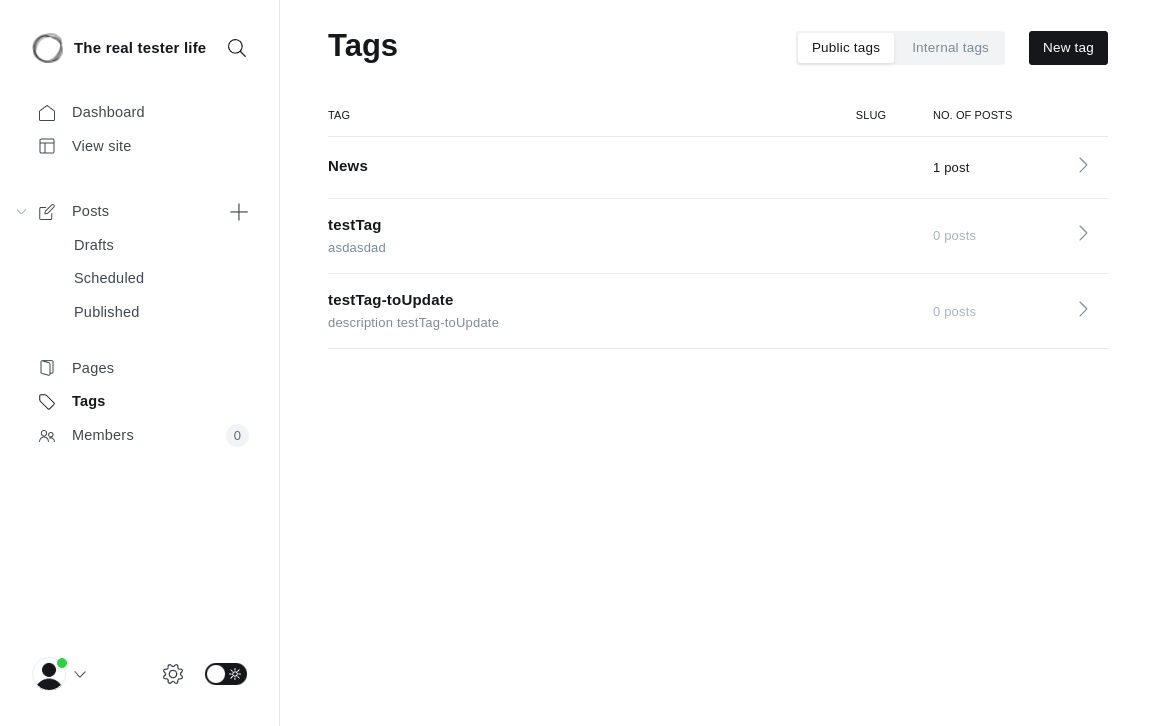 The real tester life
Dashboard
View site
Posts
Drafts
Scheduled
Published
Pages
Tags
Members
0
Tags
Public tags
Internal tags
New tag
TAG
SLUG
NO. OF POSTS
News
1 post
testTag
asdasdad
0 posts
testTag-toUpdate
description testTag-toUpdate
0 posts